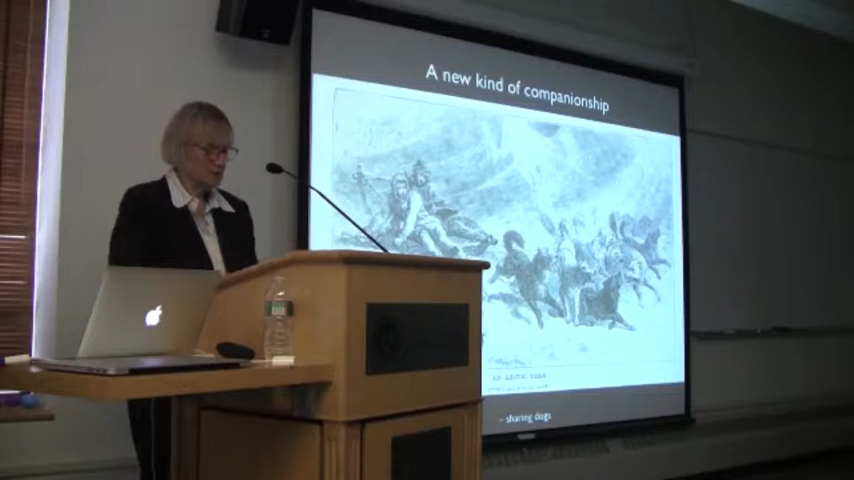 A new kind of companionship
– sharing dogs